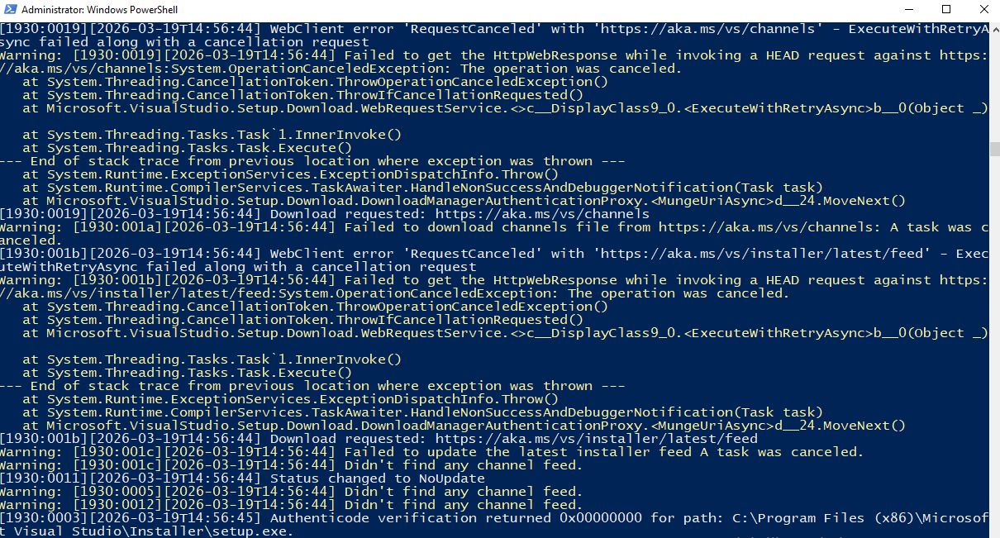 Administrator: Windows PowerShell
[1930:0019][2026-03-19T14:56:44] WebClient error 'RequestCanceled' with 'https://aka.ms/vs/channels' - ExecuteWithRetryA
sync failed along with a cancellation request
Warning: [1930:0019][2026-03-19T14:56:44] Failed to get the HttpWebResponse while invoking a HEAD request against https:
//aka.ms/vs/channels:System.OperationCanceledException: The operation was canceled.
   at System.Threading.CancellationToken.ThrowOperationCanceledException()
   at System.Threading.CancellationToken.ThrowIfCancellationRequested()
   at Microsoft.VisualStudio.Setup.Download.WebRequestService.<>c__DisplayClass9_0.<ExecuteWithRetryAsync>b__0(Object _)
   at System.Threading.Tasks.Task`1.InnerInvoke()
   at System.Threading.Tasks.Task.Execute()
--- End of stack trace from previous location where exception was thrown ---
   at System.Runtime.ExceptionServices.ExceptionDispatchInfo.Throw()
   at System.Runtime.CompilerServices.TaskAwaiter.HandleNonSuccessAndDebuggerNotification(Task task)
   at Microsoft.VisualStudio.Setup.Download.DownloadManagerAuthenticationProxy.<MungeUriAsync>d__24.MoveNext()
[1930:0019][2026-03-19T14:56:44] Download requested: https://aka.ms/vs/channels
Warning: [1930:001a][2026-03-19T14:56:44] Failed to download channels file from https://aka.ms/vs/channels: A task was c
anceled.
[1930:001b][2026-03-19T14:56:44] WebClient error 'RequestCanceled' with 'https://aka.ms/vs/installer/latest/feed' - Exec
uteWithRetryAsync failed along with a cancellation request
Warning: [1930:001b][2026-03-19T14:56:44] Failed to get the HttpWebResponse while invoking a HEAD request against https:
//aka.ms/vs/installer/latest/feed:System.OperationCanceledException: The operation was canceled.
   at System.Threading.CancellationToken.ThrowOperationCanceledException()
   at System.Threading.CancellationToken.ThrowIfCancellationRequested()
   at Microsoft.VisualStudio.Setup.Download.WebRequestService.<>c__DisplayClass9_0.<ExecuteWithRetryAsync>b__0(Object _)
   at System.Threading.Tasks.Task`1.InnerInvoke()
   at System.Threading.Tasks.Task.Execute()
--- End of stack trace from previous location where exception was thrown ---
   at System.Runtime.ExceptionServices.ExceptionDispatchInfo.Throw()
   at System.Runtime.CompilerServices.TaskAwaiter.HandleNonSuccessAndDebuggerNotification(Task task)
   at Microsoft.VisualStudio.Setup.Download.DownloadManagerAuthenticationProxy.<MungeUriAsync>d__24.MoveNext()
[1930:001b][2026-03-19T14:56:44] Download requested: https://aka.ms/vs/installer/latest/feed
Warning: [1930:001c][2026-03-19T14:56:44] Failed to update the latest installer feed A task was canceled.
Warning: [1930:001c][2026-03-19T14:56:44] Didn't find any channel feed.
[1930:0011][2026-03-19T14:56:44] Status changed to NoUpdate
Warning: [1930:0005][2026-03-19T14:56:44] Didn't find any channel feed.
Warning: [1930:0012][2026-03-19T14:56:44] Didn't find any channel feed.
[1930:0003][2026-03-19T14:56:45] Authenticode verification returned 0x00000000 for path: C:\Program Files (x86)\Microsof
t Visual Studio\Installer\setup.exe.